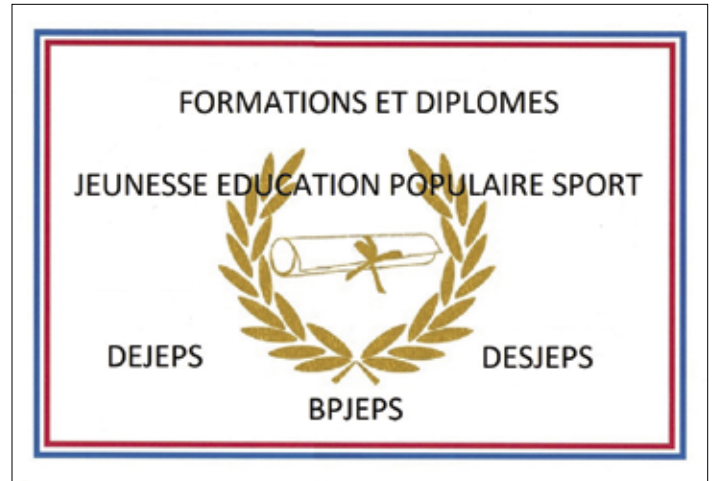 FORMATIONS ET DIPLOMES
JEUNESSE EDUCATION POPULAIRE SPORT
DEJEPS
DESJEPS
BPJEPS